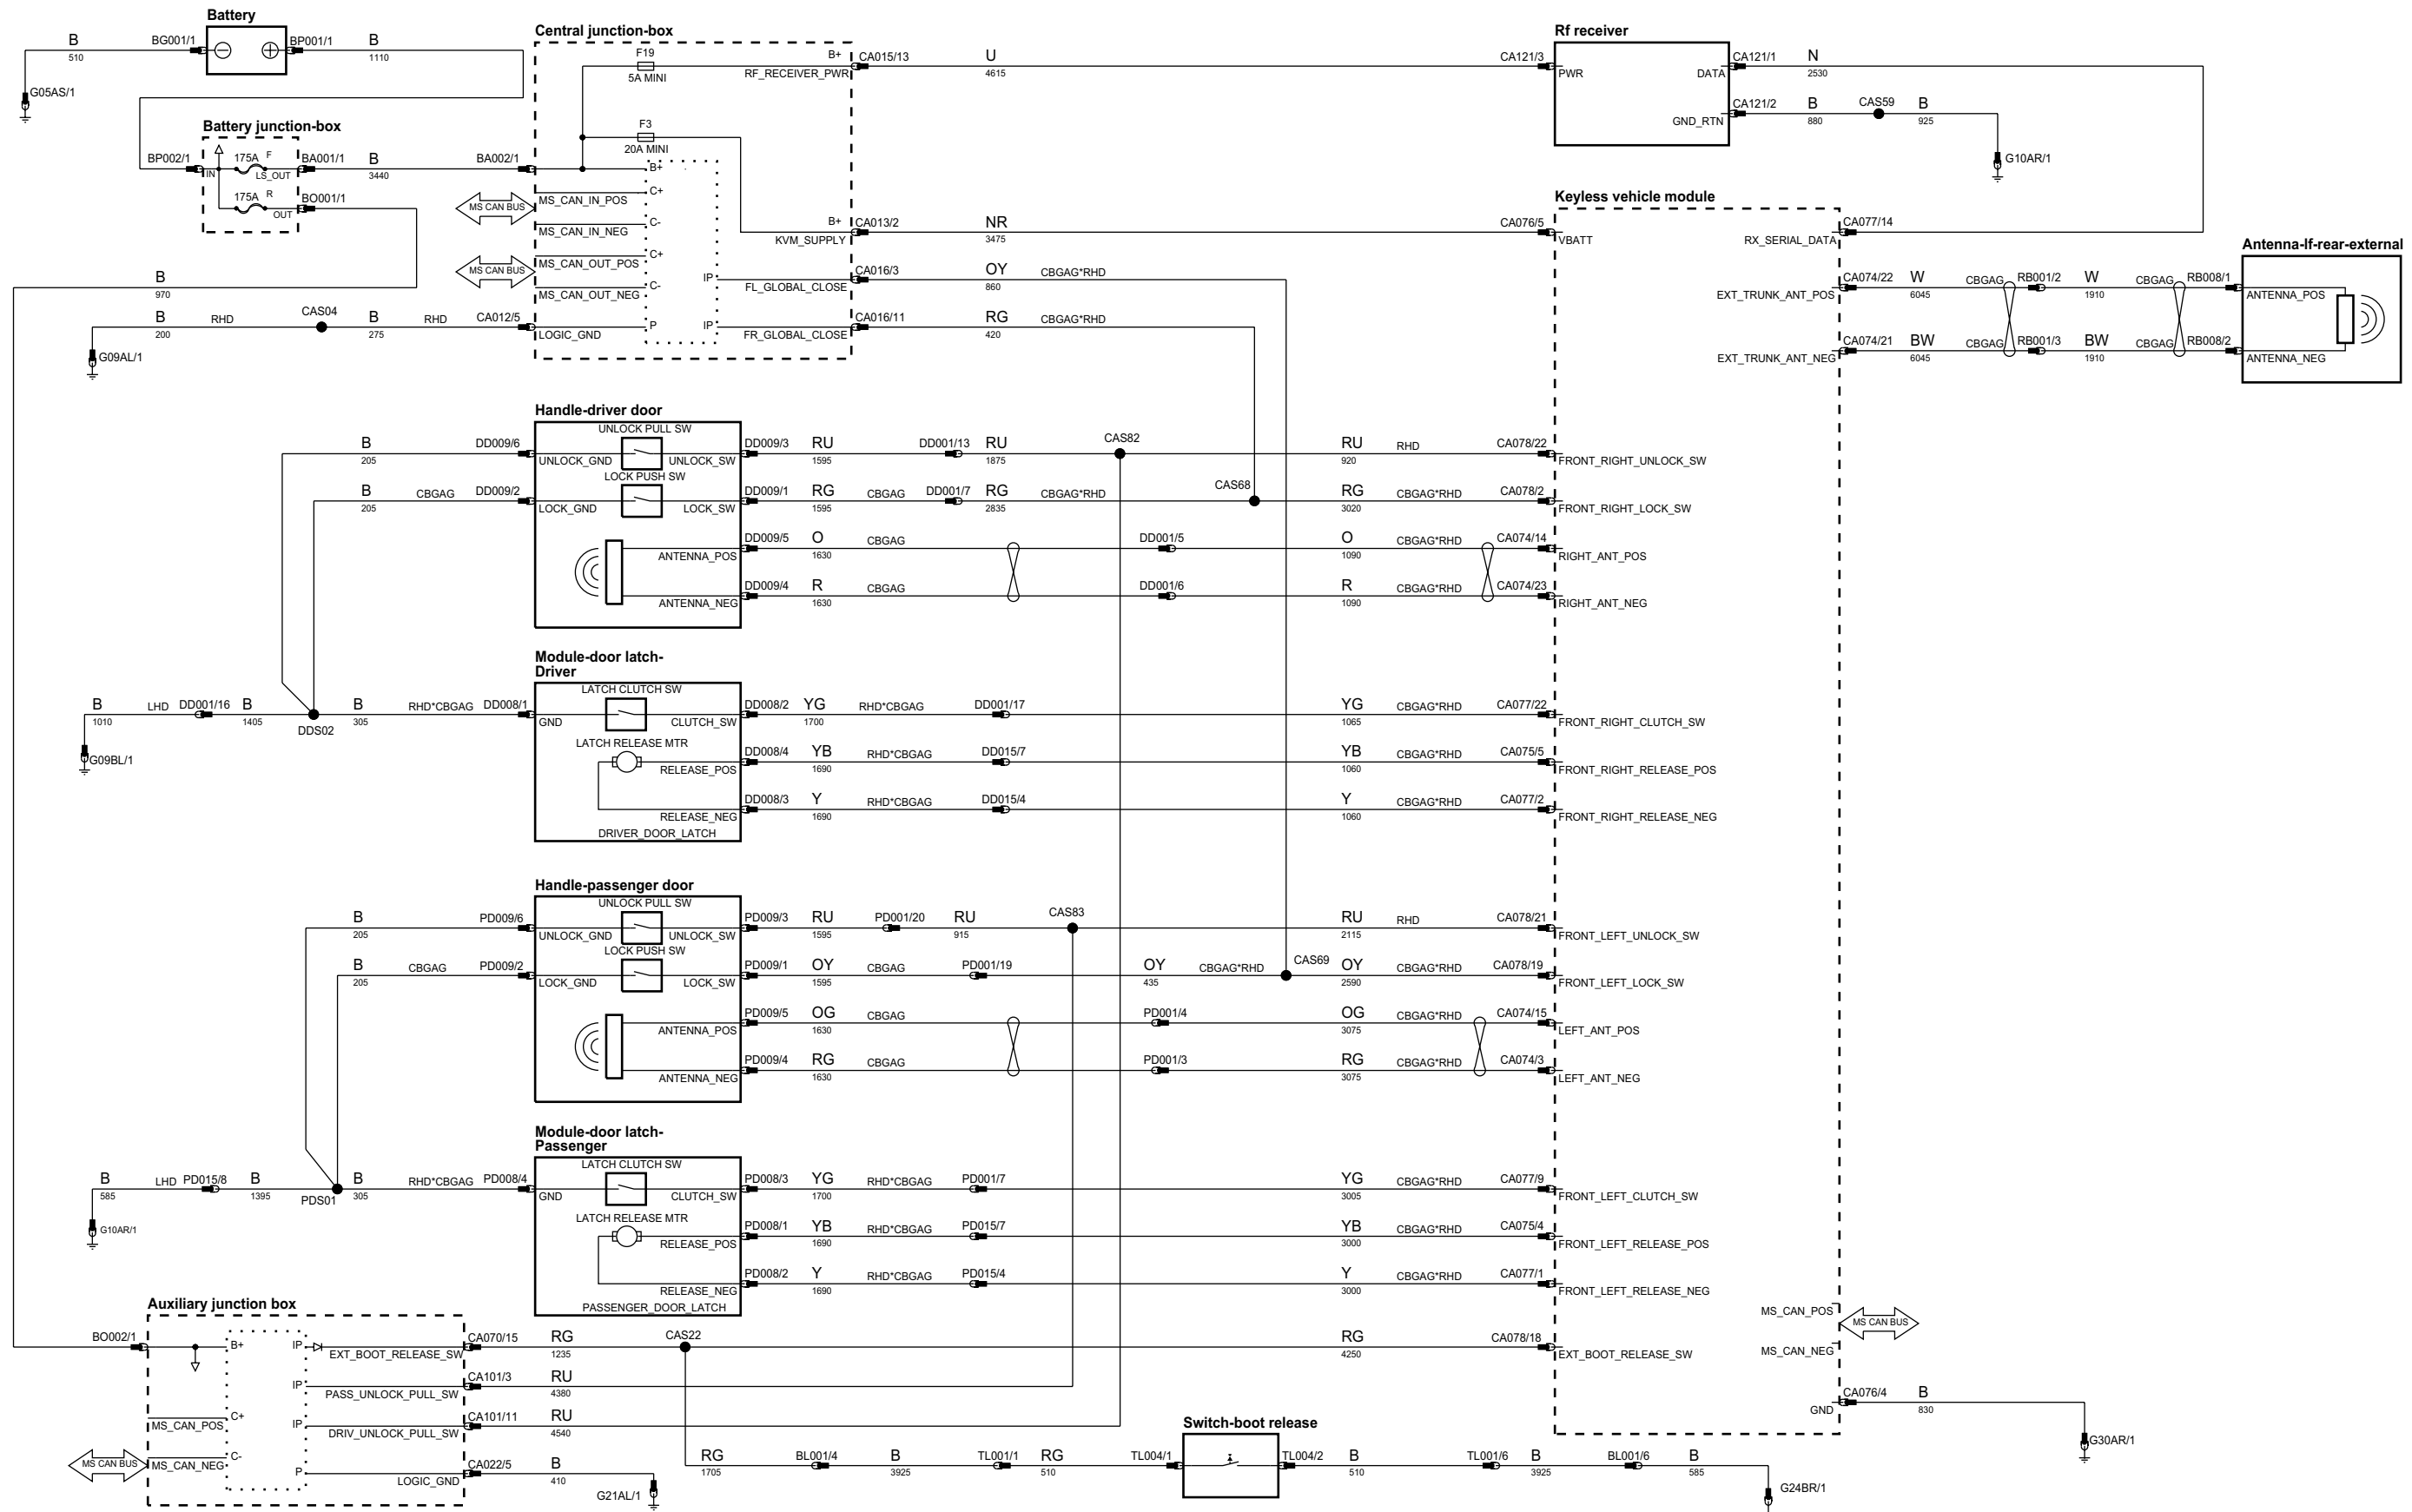 Battery
B
510
BG001/1
BP001/1
B
1110
G05AS/1
Battery junction-box
BP002/1
IN
175A F
LS_OUT
BA001/1
B
3440
BA002/1
175A R
OUT
BO001/1
B
970
B
200
RHD
CAS04
B
275
RHD
CA012/5
G09AL/1
Central junction-box
F19
5A MINI
B+
RF_RECEIVER_PWR
CA015/13
U
4615
CA121/3
F3
20A MINI
B+
MS CAN BUS
MS_CAN_IN_POS
C+
MS_CAN_IN_NEG
C-
MS CAN BUS
MS_CAN_OUT_POS
C+
MS_CAN_OUT_NEG
C-
LOGIC_GND
P
B+
KVM_SUPPLY
CA013/2
NR
3475
CA076/5
IP
FL_GLOBAL_CLOSE
CA016/3
OY
860
CBGAG*RHD
IP
FR_GLOBAL_CLOSE
CA016/11
RG
420
CBGAG*RHD
Rf receiver
PWR
DATA
CA121/1
N
2530
GND_RTN
CA121/2
B
880
CAS59
B
925
G10AR/1
Keyless vehicle module
VBATT
RX_SERIAL_DATA
CA077/14
EXT_TRUNK_ANT_POS
CA074/22
W
6045
CBGAG
RB001/2
W
1910
CBGAG
RB008/1
EXT_TRUNK_ANT_NEG
CA074/21
BW
6045
CBGAG
RB001/3
BW
1910
CBGAG
RB008/2
Antenna-lf-rear-external
ANTENNA_POS
ANTENNA_NEG
Handle-driver door
UNLOCK PULL SW
B
205
DD009/6
UNLOCK_GND
UNLOCK_SW
DD009/3
RU
1595
DD001/13
RU
1875
CAS82
RU
920
RHD
CA078/22
FRONT_RIGHT_UNLOCK_SW
LOCK PUSH SW
B
205
CBGAG
DD009/2
LOCK_GND
LOCK_SW
DD009/1
RG
1595
CBGAG
DD001/7
RG
2835
CBGAG*RHD
CAS68
RG
3020
CBGAG*RHD
CA078/2
FRONT_RIGHT_LOCK_SW
ANTENNA_POS
DD009/5
O
1630
CBGAG
DD001/5
O
1090
CBGAG*RHD
CA074/14
RIGHT_ANT_POS
ANTENNA_NEG
DD009/4
R
1630
CBGAG
DD001/6
R
1090
CBGAG*RHD
CA074/23
RIGHT_ANT_NEG
Module-door latch-
Driver
LATCH CLUTCH SW
B
1010
LHD
DD001/16
B
1405
DDS02
B
305
RHD*CBGAG
DD008/1
G09BL/1
GND
CLUTCH_SW
DD008/2
YG
1700
RHD*CBGAG
DD001/17
YG
1065
CBGAG*RHD
CA077/22
FRONT_RIGHT_CLUTCH_SW
LATCH RELEASE MTR
RELEASE_POS
DD008/4
YB
1690
RHD*CBGAG
DD015/7
YB
1060
CBGAG*RHD
CA075/5
FRONT_RIGHT_RELEASE_POS
RELEASE_NEG
DD008/3
Y
1690
RHD*CBGAG
DD015/4
Y
1060
CBGAG*RHD
CA077/2
FRONT_RIGHT_RELEASE_NEG
DRIVER_DOOR_LATCH
Handle-passenger door
UNLOCK PULL SW
B
205
PD009/6
UNLOCK_GND
UNLOCK_SW
PD009/3
RU
1595
PD001/20
RU
915
CAS83
RU
2115
RHD
CA078/21
FRONT_LEFT_UNLOCK_SW
LOCK PUSH SW
B
205
CBGAG
PD009/2
LOCK_GND
LOCK_SW
PD009/1
OY
1595
CBGAG
PD001/19
OY
435
CBGAG*RHD
CAS69
OY
2590
CBGAG*RHD
CA078/19
FRONT_LEFT_LOCK_SW
ANTENNA_POS
PD009/5
OG
1630
CBGAG
PD001/4
OG
3075
CBGAG*RHD
CA074/15
LEFT_ANT_POS
ANTENNA_NEG
PD009/4
RG
1630
CBGAG
PD001/3
RG
3075
CBGAG*RHD
CA074/3
LEFT_ANT_NEG
Module-door latch-
Passenger
LATCH CLUTCH SW
B
585
LHD
PD015/8
B
1395
PDS01
B
305
RHD*CBGAG
PD008/4
G10AR/1
GND
CLUTCH_SW
PD008/3
YG
1700
RHD*CBGAG
PD001/7
YG
3005
CBGAG*RHD
CA077/9
FRONT_LEFT_CLUTCH_SW
LATCH RELEASE MTR
RELEASE_POS
PD008/1
YB
1690
RHD*CBGAG
PD015/7
YB
3000
CBGAG*RHD
CA075/4
FRONT_LEFT_RELEASE_POS
RELEASE_NEG
PD008/2
Y
1690
RHD*CBGAG
PD015/4
Y
3000
CBGAG*RHD
CA077/1
FRONT_LEFT_RELEASE_NEG
PASSENGER_DOOR_LATCH
Auxiliary junction box
BO002/1
B+
IP
EXT_BOOT_RELEASE_SW
CA070/15
RG
1235
CAS22
RG
4250
CA078/18
EXT_BOOT_RELEASE_SW
IP
PASS_UNLOCK_PULL_SW
CA101/3
RU
4380
MS_CAN_POS
C+
IP
DRIV_UNLOCK_PULL_SW
CA101/11
RU
4540
MS CAN BUS
MS_CAN_NEG
C-
P
LOGIC_GND
CA022/5
B
410
G21AL/1
RG
1705
BL001/4
B
3925
TL001/1
RG
510
TL004/1
Switch-boot release
TL004/2
B
510
TL001/6
B
3925
BL001/6
B
585
G24BR/1
MS_CAN_POS
MS CAN BUS
MS_CAN_NEG
GND
CA076/4
B
830
G30AR/1